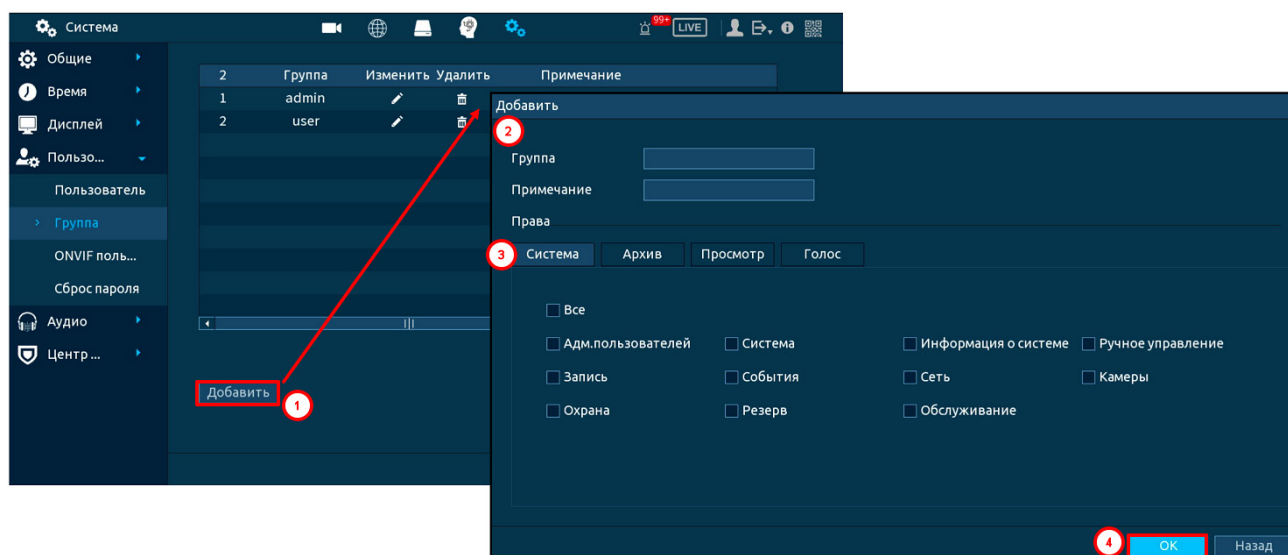 Система
99+
LIVE
Общие
Время
Дисплей
Пользо...
Пользователь
Группа
ONVIF поль...
Сброс пароля
Аудио
Центр ...
2 Группа Изменить Удалить Примечание
1 admin
2 user
Добавить
1
Добавить
2
Группа
Примечание
Права
3
Система Архив Просмотр Голос
Все
Адм.пользователей Система Информация о системе Ручное управление
Запись События Сеть Камеры
Охрана Резерв Обслуживание
4
OK Назад